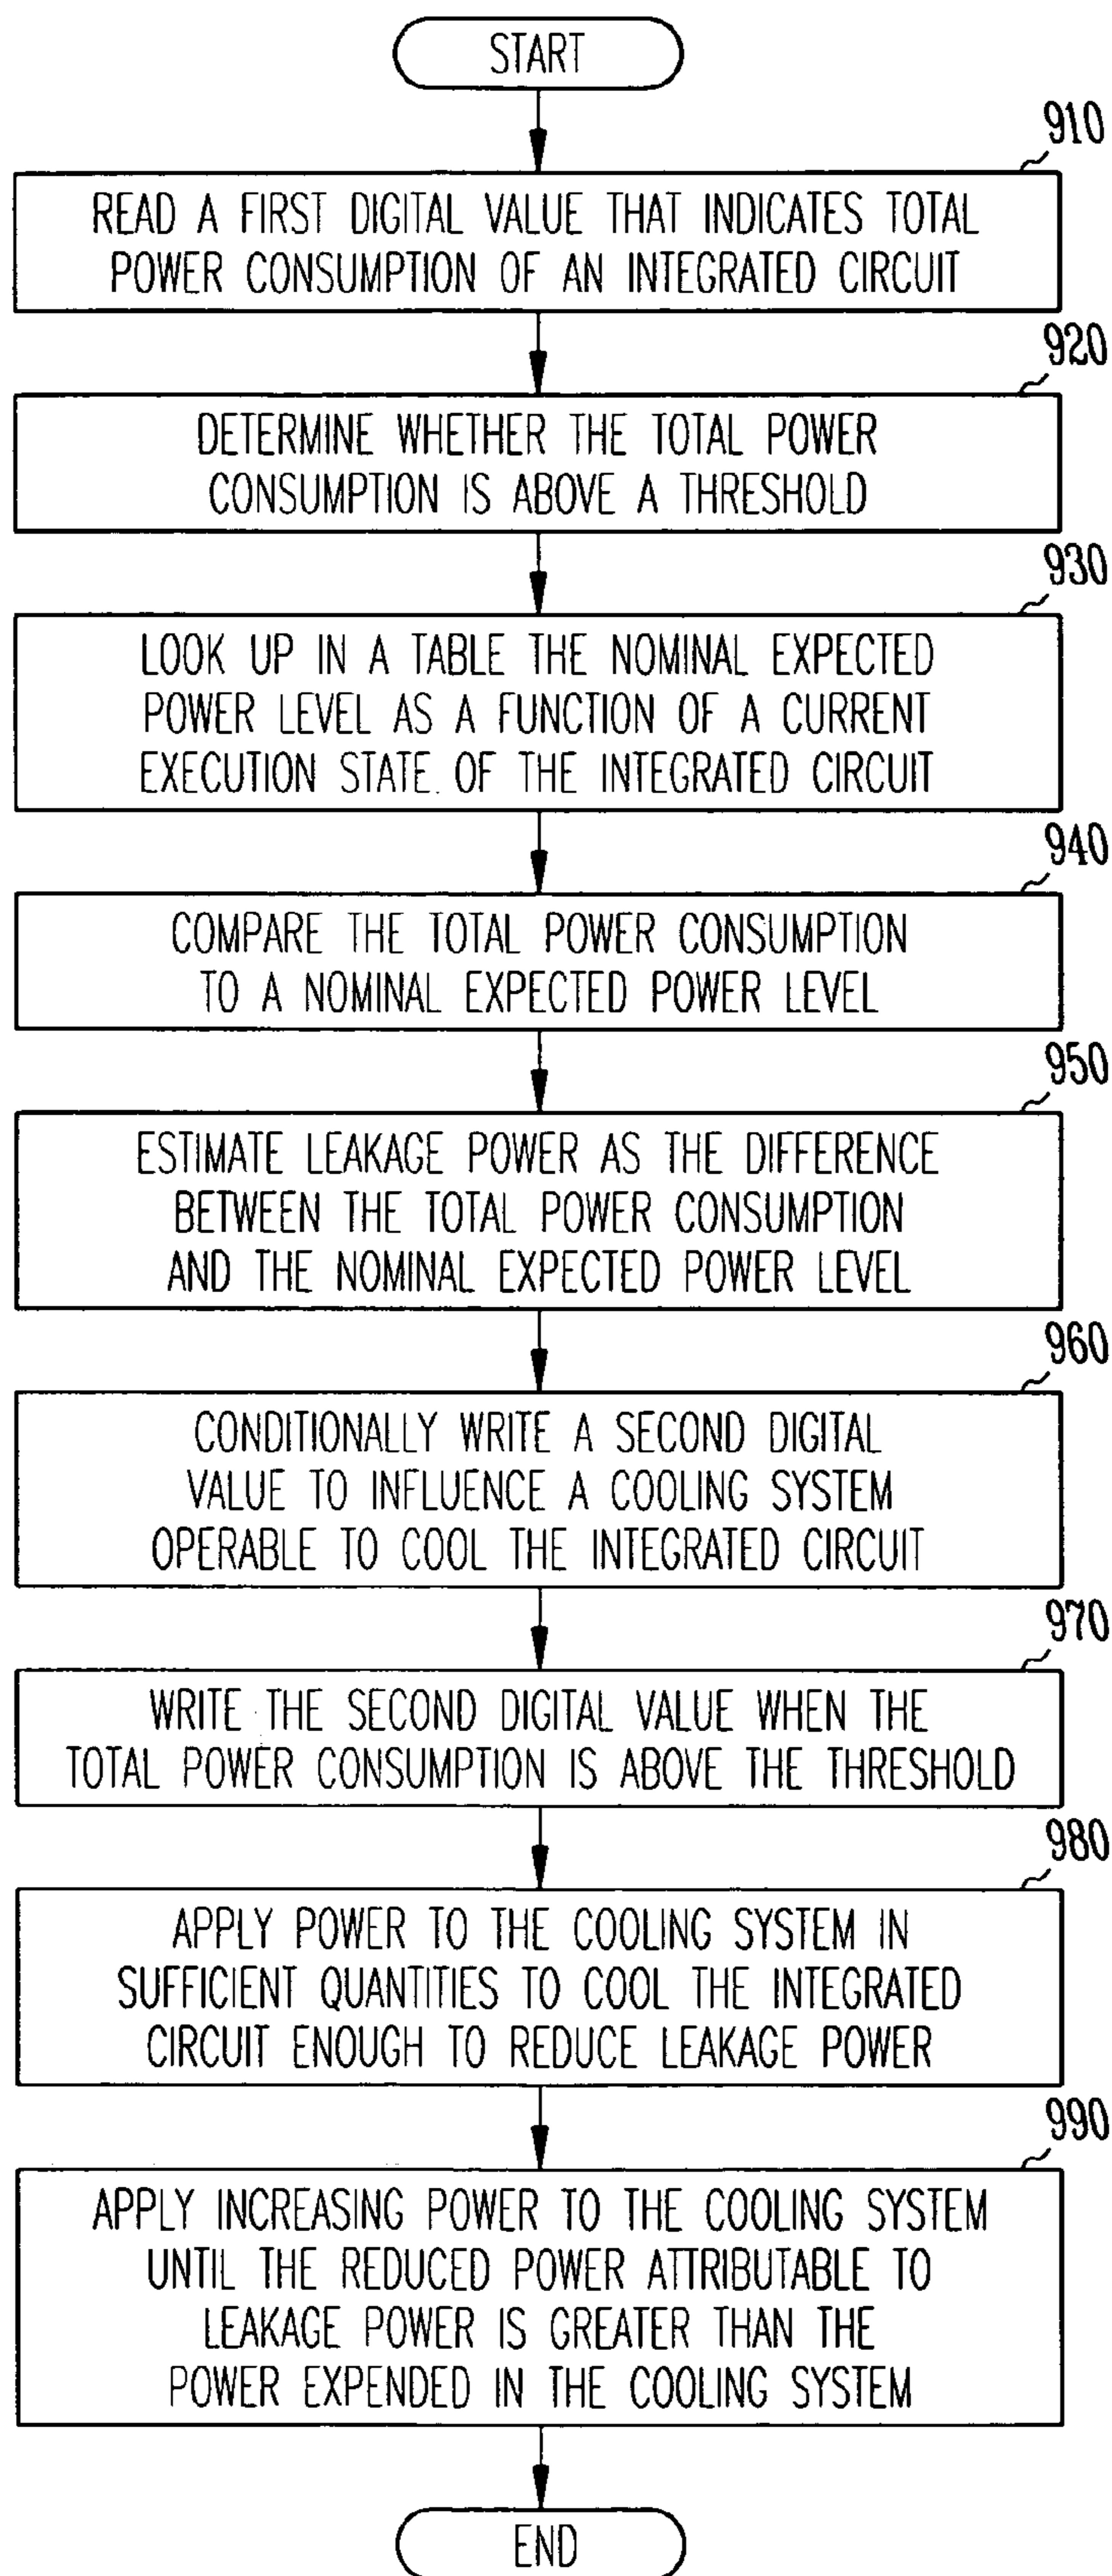 START
910
READ A FIRST DIGITAL VALUE THAT INDICATES TOTAL
POWER CONSUMPTION OF AN INTEGRATED CIRCUIT
920
DETERMINE WHETHER THE TOTAL POWER
CONSUMPTION IS ABOVE A THRESHOLD
930
LOOK UP IN A TABLE THE NOMINAL EXPECTED
POWER LEVEL AS A FUNCTION OF A CURRENT
EXECUTION STATE OF THE INTEGRATED CIRCUIT
940
COMPARE THE TOTAL POWER CONSUMPTION
TO A NOMINAL EXPECTED POWER LEVEL
950
ESTIMATE LEAKAGE POWER AS THE DIFFERENCE
BETWEEN THE TOTAL POWER CONSUMPTION
AND THE NOMINAL EXPECTED POWER LEVEL
960
CONDITIONALLY WRITE A SECOND DIGITAL
VALUE TO INFLUENCE A COOLING SYSTEM
OPERABLE TO COOL THE INTEGRATED CIRCUIT
970
WRITE THE SECOND DIGITAL VALUE WHEN THE
TOTAL POWER CONSUMPTION IS ABOVE THE THRESHOLD
980
APPLY POWER TO THE COOLING SYSTEM IN
SUFFICIENT QUANTITIES TO COOL THE INTEGRATED
CIRCUIT ENOUGH TO REDUCE LEAKAGE POWER
990
APPLY INCREASING POWER TO THE COOLING SYSTEM
UNTIL THE REDUCED POWER ATTRIBUTABLE TO
LEAKAGE POWER IS GREATER THAN THE
POWER EXPENDED IN THE COOLING SYSTEM
END